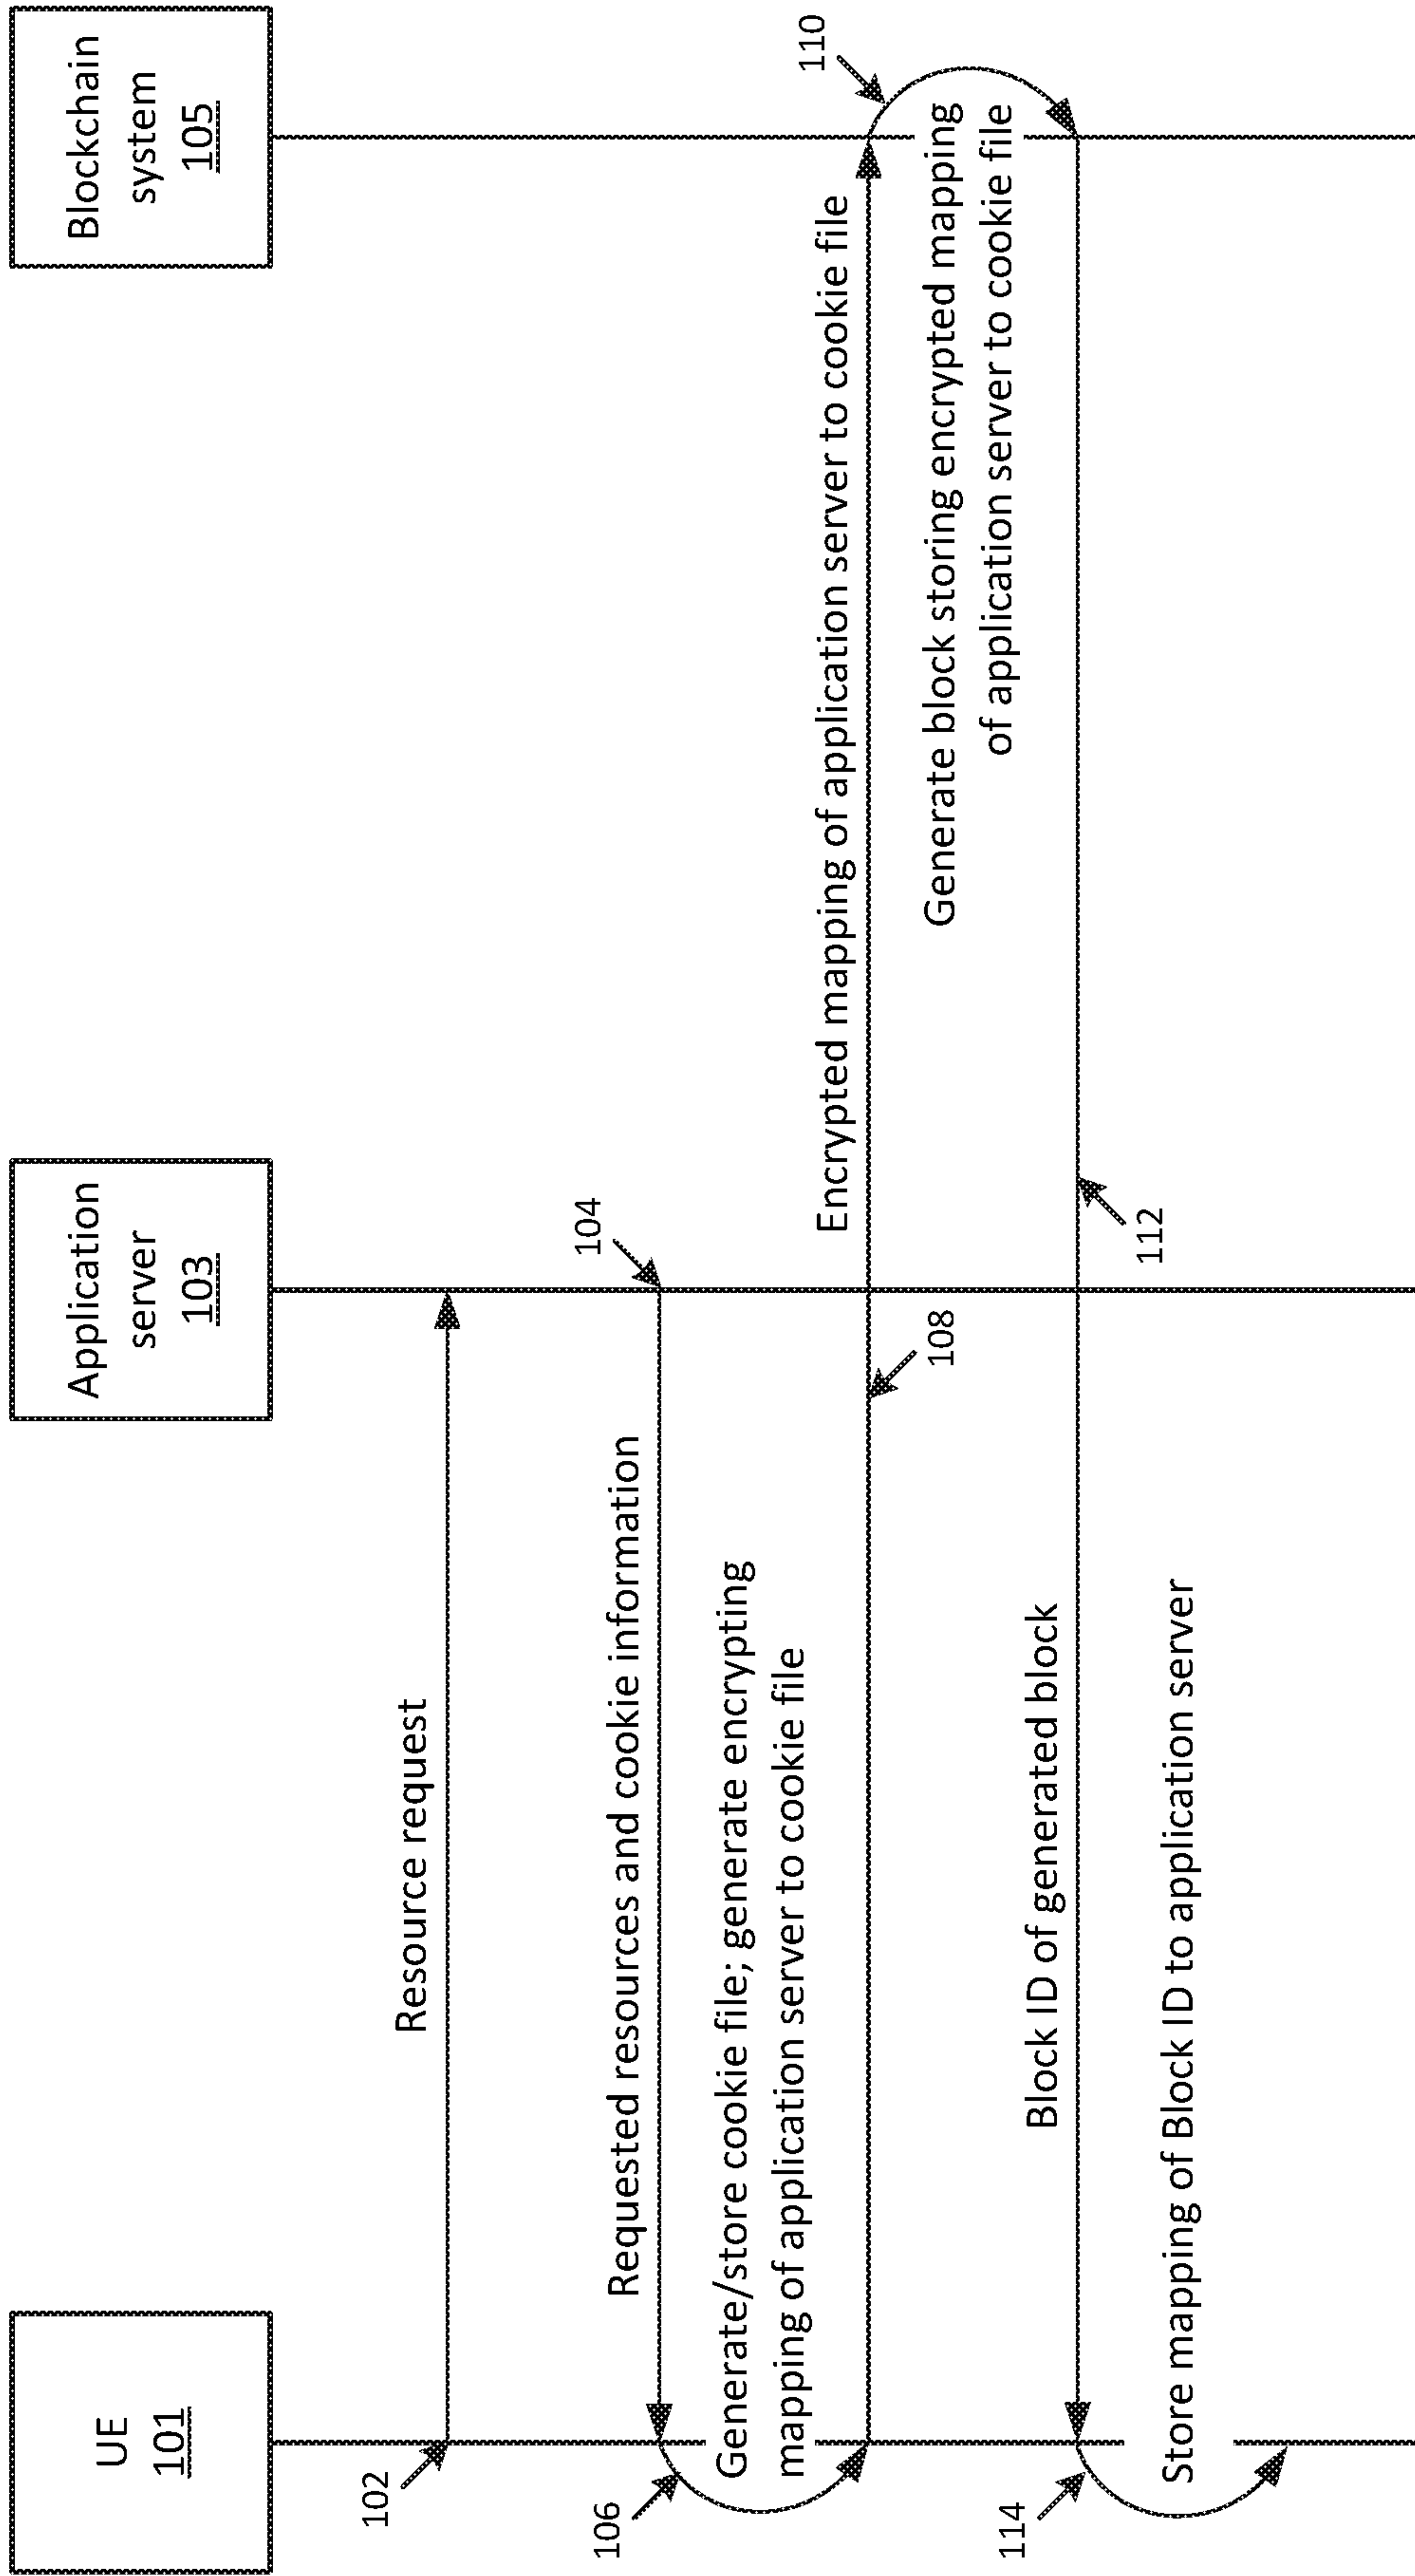 UE
101
Application
server
103
Blockchain
system
105
102
Resource request
104
Requested resources and cookie information
106
Generate/store cookie file; generate encrypting
mapping of application server to cookie file
108
Encrypted mapping of application server to cookie file
110
Generate block storing encrypted mapping
of application server to cookie file
112
Block ID of generated block
114
Store mapping of Block ID to application server